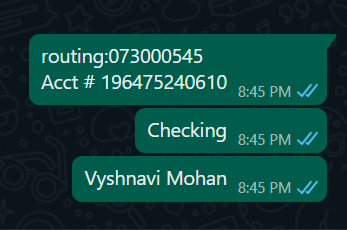 routing:073000545
Acct # 196475240610
8:45 PM
Checking
8:45 PM
Vyshnavi Mohan
8:45 PM